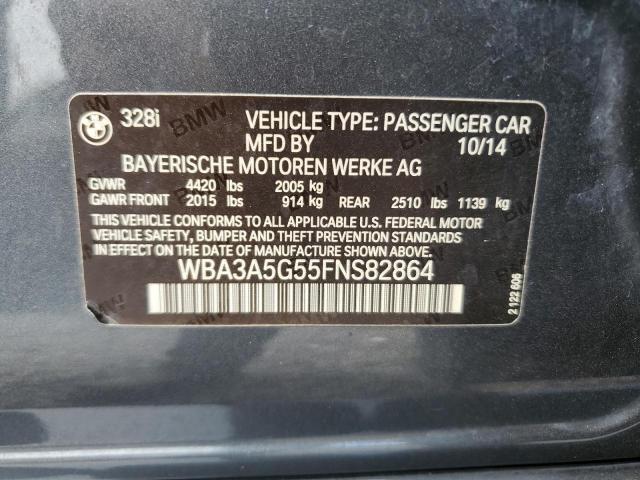 BMW 328i VEHICLE TYPE: PASSENGER CAR
MFD BY 10/14
BAYERISCHE MOTOREN WERKE AG
GVWR 4420 lbs 2005 kg
GAWR FRONT 2015 lbs 914 kg REAR 2510 lbs 1139 kg
THIS VEHICLE CONFORMS TO ALL APPLICABLE U.S. FEDERAL MOTOR
VEHICLE SAFETY, BUMPER AND THEFT PREVENTION STANDARDS
IN EFFECT ON THE DATE OF MANUFACTURE SHOWN ABOVE.
WBA3A5G55FNS82864
2 122 606